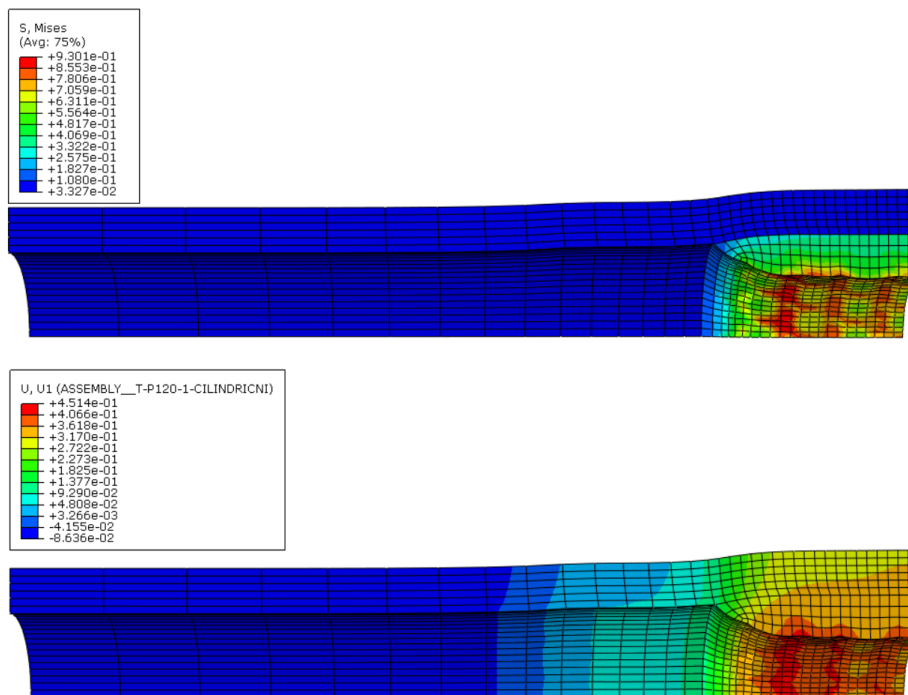 S, Mises
(Avg: 75%)
+9.301e-01
+8.553e-01
+7.806e-01
+7.059e-01
+6.311e-01
+5.564e-01
+4.817e-01
+4.069e-01
+3.322e-01
+2.575e-01
+1.827e-01
+1.080e-01
+3.327e-02
U, U1 (ASSEMBLY__T-P120-1-CILINDRICNI)
+4.514e-01
+4.066e-01
+3.618e-01
+3.170e-01
+2.722e-01
+2.273e-01
+1.825e-01
+1.377e-01
+9.290e-02
+4.808e-02
+3.266e-03
-4.155e-02
-8.636e-02